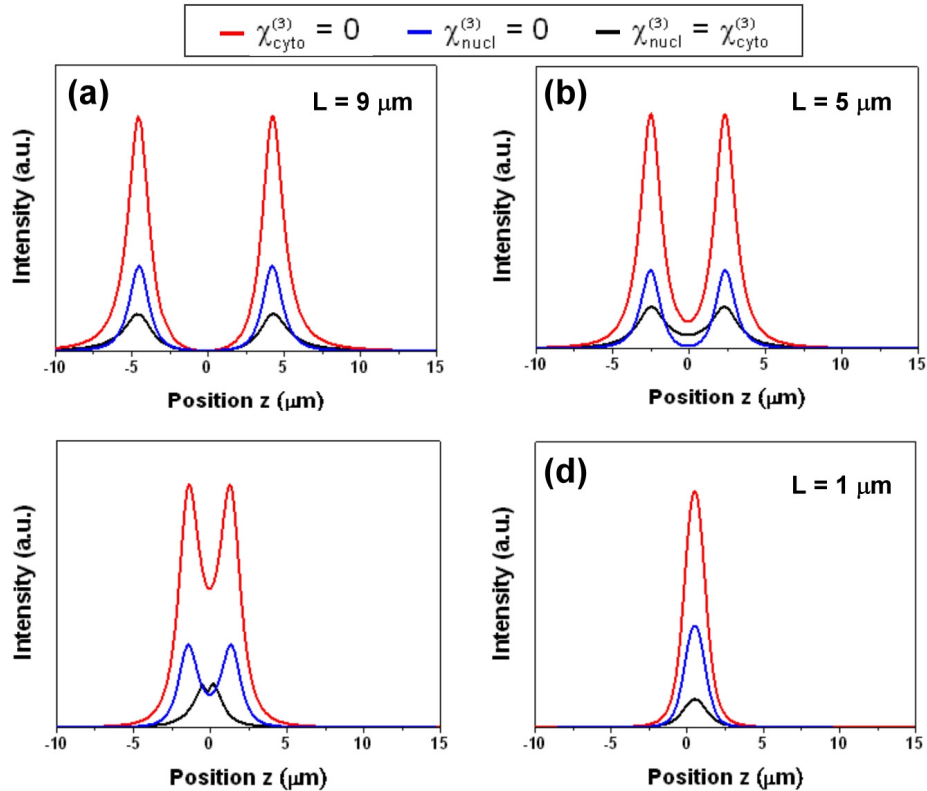 χ(3)cyto = 0 χ(3)nucl = 0 χ(3)nucl = χ(3)cyto
(a) L = 9 μm
Intensity (a.u.)
-10 -5 0 5 10 15
Position z (μm)
(b) L = 5 μm
Intensity (a.u.)
-10 -5 0 5 10 15
Position z (μm)
Intensity (a.u.)
-10 -5 0 5 10 15
Position z (μm)
(d) L = 1 μm
Intensity (a.u.)
-10 -5 0 5 10 15
Position z (μm)